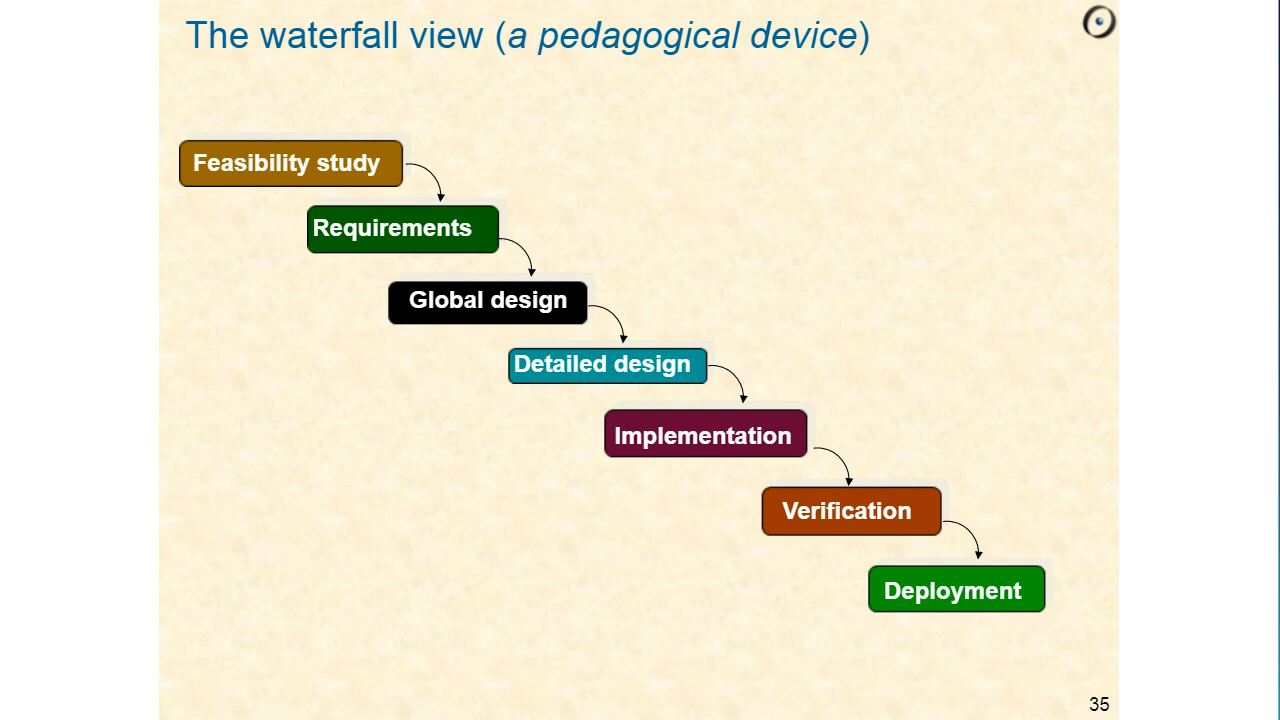 The waterfall view (a pedagogical device)
Feasibility study
Requirements
Global design
Detailed design
Implementation
Verification
Deployment
35